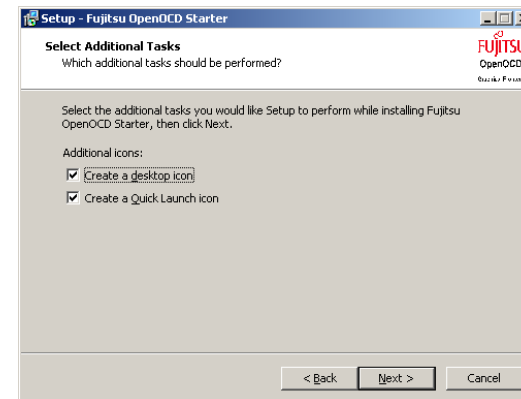 Setup - Fujitsu OpenOCD Starter
Select Additional Tasks
Which additional tasks should be performed?
FUJITSU
OpenOCD
Select the additional tasks you would like Setup to perform while installing Fujitsu
OpenOCD Starter, then click Next.
Additional icons:
Create a desktop icon
Create a Quick Launch icon
< Back
Next >
Cancel